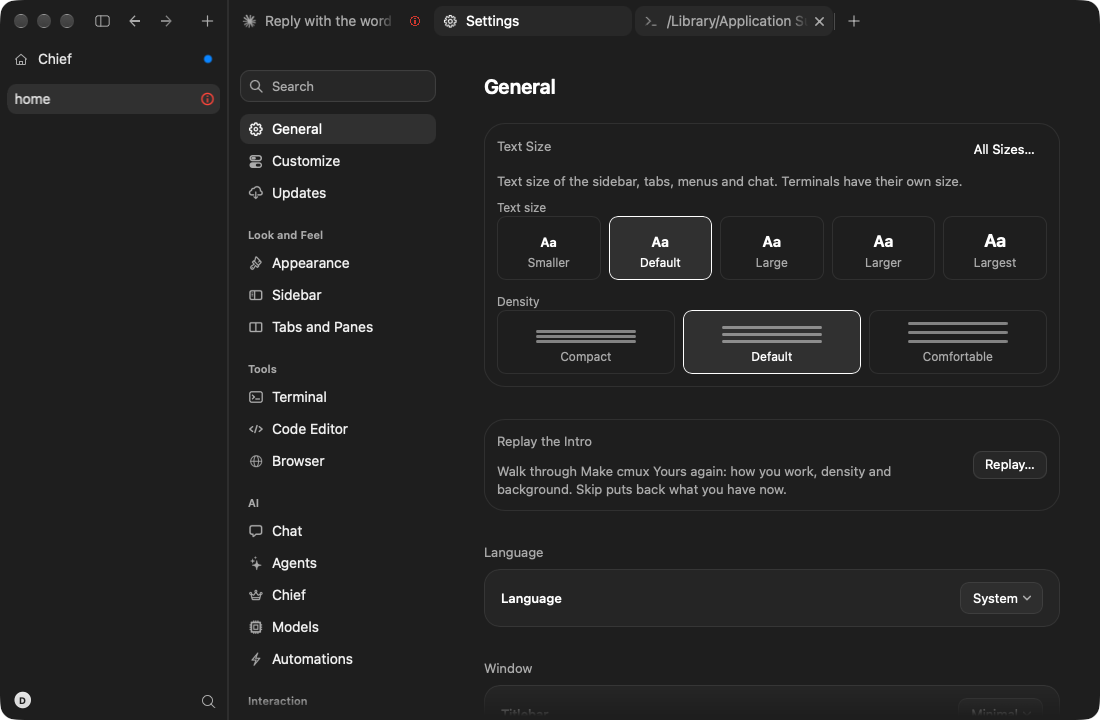 Reply with the word
Settings
/Library/Application
Chief
home
D
Search
General
Customize
Updates
Look and Feel
Appearance
Sidebar
Tabs and Panes
Tools
Terminal
Code Editor
Browser
AI
Chat
Agents
Chief
Models
Automations
Interaction
General
Text Size
All Sizes...
Text size of the sidebar, tabs, menus and chat. Terminals have their own size.
Text size
Aa Aa Aa Aa Aa
Smaller Default Large Larger Largest
Density
Compact Default Comfortable
Replay the Intro
Walk through Make cmux Yours again: how you work, density and
background. Skip puts back what you have now.
Replay...
Language
Language
System
Window
Titlebar
Minimal